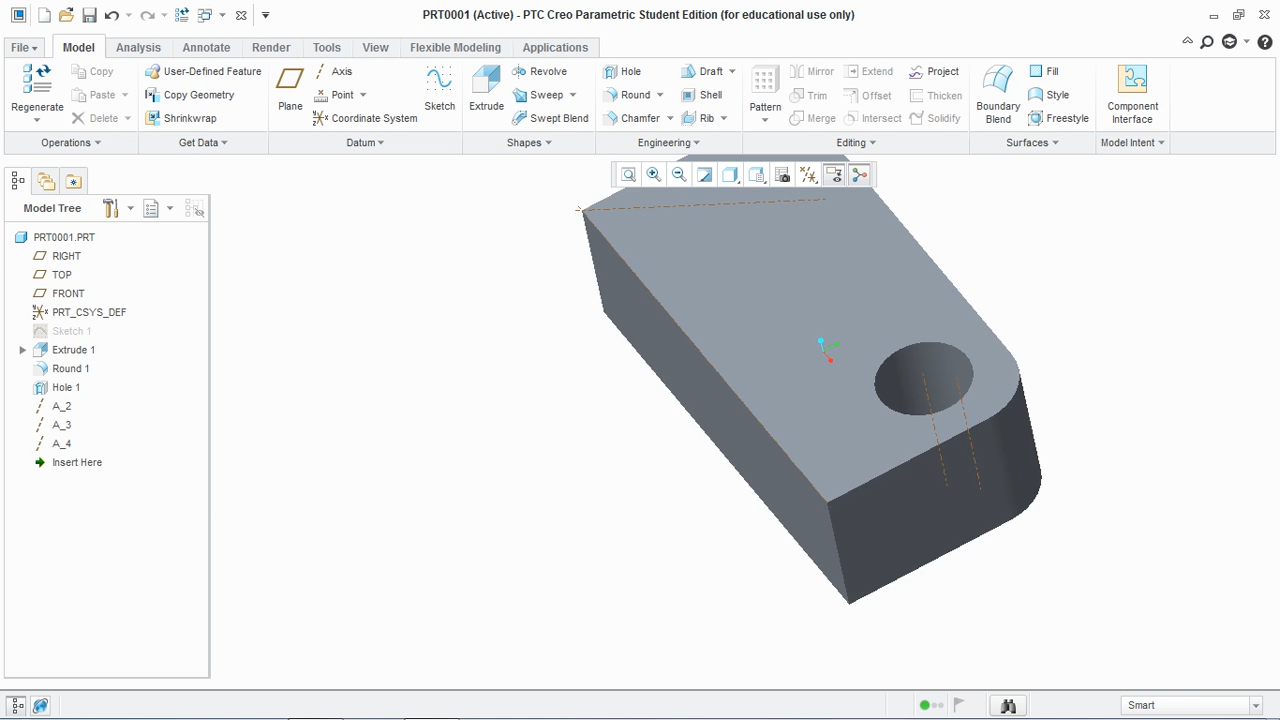 PRT0001 (Active) - PTC Creo Parametric Student Edition (for educational use only)
File Model Analysis Annotate Render Tools View Flexible Modeling Applications
Regenerate
Copy
Paste
Delete
Operations
User-Defined Feature
Copy Geometry
Shrinkwrap
Get Data
Plane
Axis
Point
Coordinate System
Sketch
Datum
Extrude
Revolve
Sweep
Swept Blend
Shapes
Hole
Round
Chamfer
Draft
Shell
Rib
Engineering
Pattern
Mirror
Trim
Merge
Extend
Offset
Intersect
Project
Thicken
Solidify
Editing
Boundary
Blend
Fill
Style
Freestyle
Surfaces
Component
Interface
Model Intent
Model Tree
PRT0001.PRT
RIGHT
TOP
FRONT
PRT_CSYS_DEF
Sketch 1
Extrude 1
Round 1
Hole 1
A_2
A_3
A_4
Insert Here
Smart